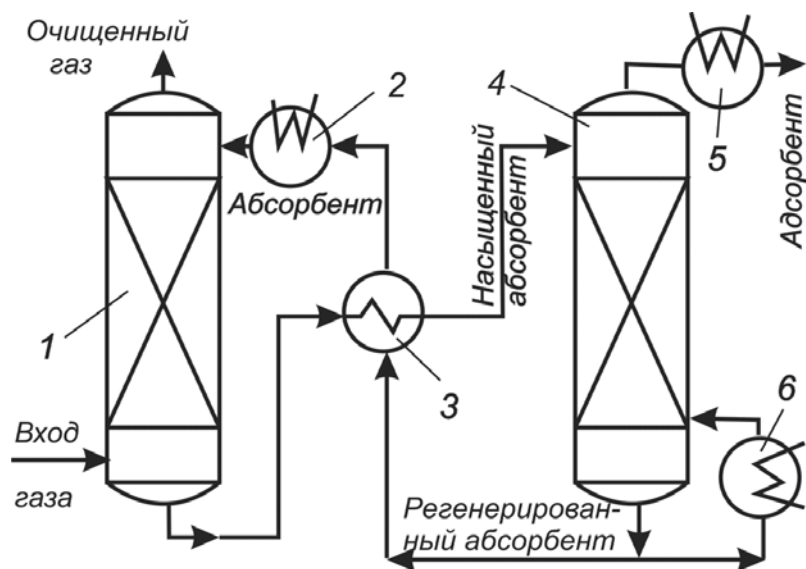 Очищенный
газ
2
4
5
Адсорбент
Абсорбент
Насыщенный
абсорбент
1
3
6
Вход
газа
Регенерирован-
ный абсорбент